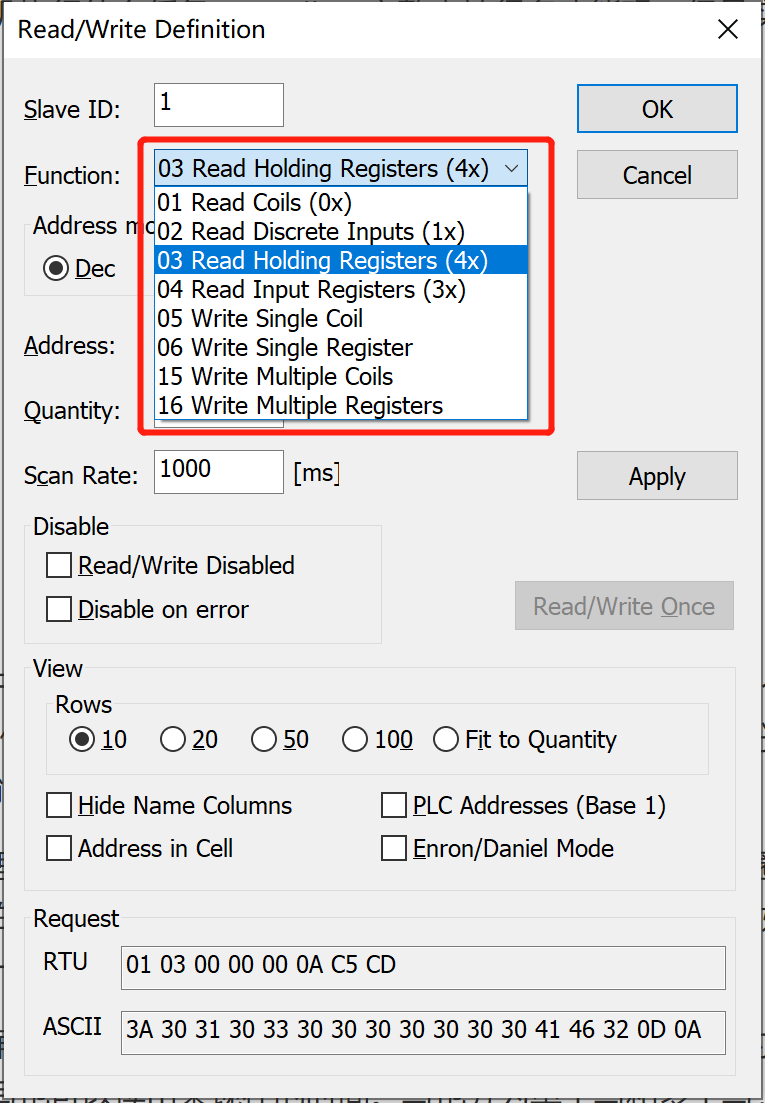 Read/Write Definition
Slave ID:
1
OK
Function:
03 Read Holding Registers (4x)
Cancel
01 Read Coils (0x)
02 Read Discrete Inputs (1x)
03 Read Holding Registers (4x)
04 Read Input Registers (3x)
05 Write Single Coil
06 Write Single Register
15 Write Multiple Coils
16 Write Multiple Registers
Address
Dec
Address:
Quantity:
Scan Rate:
1000
[ms]
Apply
Disable
Read/Write Disabled
Disable on error
Read/Write Once
View
Rows
10
20
50
100
Fit to Quantity
Hide Name Columns
PLC Addresses (Base 1)
Address in Cell
Enron/Daniel Mode
Request
RTU
01 03 00 00 00 0A C5 CD
ASCII
3A 30 31 30 33 30 30 30 30 30 30 30 41 46 32 0D 0A